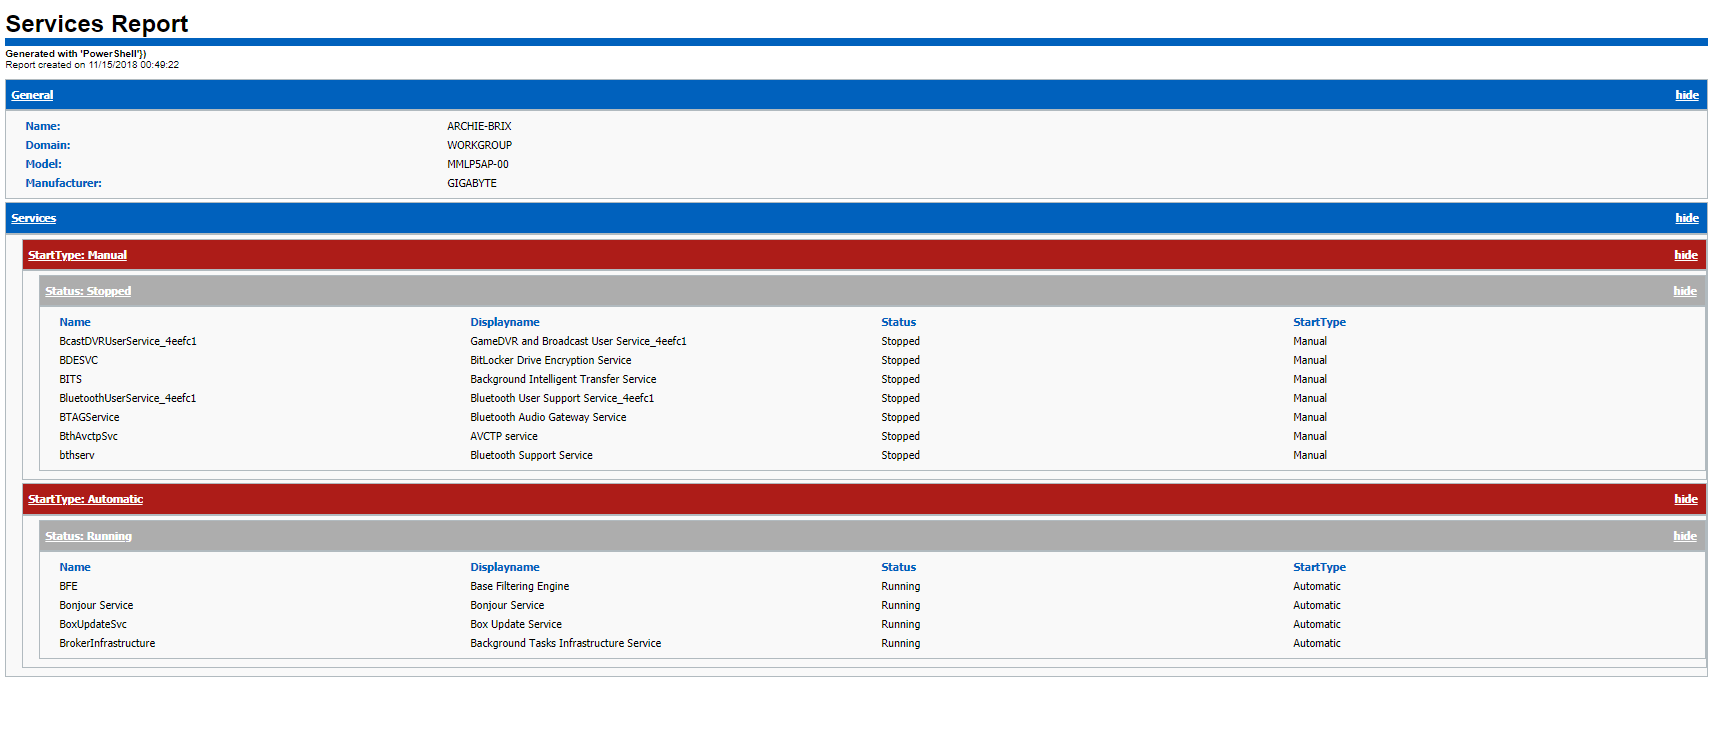 Services Report
Generated with 'PowerShell'})
Report created on 11/15/2018 00:49:22
General hide
Name: ARCHIE-BRIX
Domain: WORKGROUP
Model: MMLP5AP-00
Manufacturer: GIGABYTE
Services hide
StartType: Manual hide
Status: Stopped hide
Name Displayname Status StartType
BcastDVRUserService_4eefc1 GameDVR and Broadcast User Service_4eefc1 Stopped Manual
BDESVC BitLocker Drive Encryption Service Stopped Manual
BITS Background Intelligent Transfer Service Stopped Manual
BluetoothUserService_4eefc1 Bluetooth User Support Service_4eefc1 Stopped Manual
BTAGService Bluetooth Audio Gateway Service Stopped Manual
BthAvctpSvc AVCTP service Stopped Manual
bthserv Bluetooth Support Service Stopped Manual
StartType: Automatic hide
Status: Running hide
Name Displayname Status StartType
BFE Base Filtering Engine Running Automatic
Bonjour Service Bonjour Service Running Automatic
BoxUpdateSvc Box Update Service Running Automatic
BrokerInfrastructure Background Tasks Infrastructure Service Running Automatic